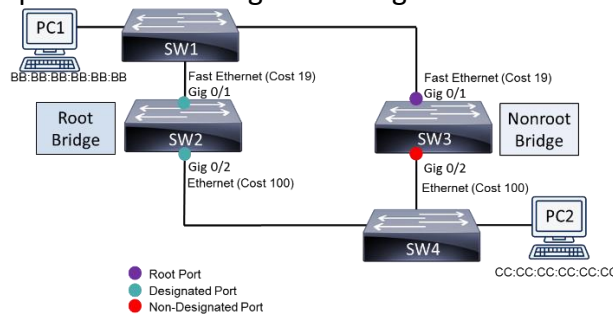 PC1
SW1
BB:BB:BB:BB:BB:BB
Fast Ethernet (Cost 19)
Gig 0/1
Fast Ethernet (Cost 19)
Gig 0/1
Root
Bridge
SW2
SW3
Nonroot
Bridge
Gig 0/2
Ethernet (Cost 100)
Gig 0/2
Ethernet (Cost 100)
PC2
SW4
CC:CC:CC:CC:CC:CC
Root Port
Designated Port
Non-Designated Port